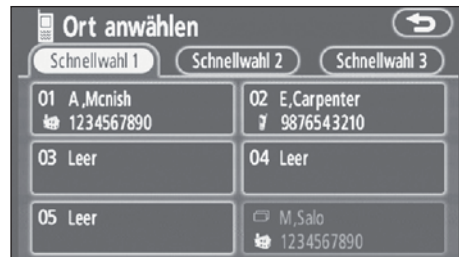 Ort anwählen
Schnellwahl 1 Schnellwahl 2 Schnellwahl 3
01 A,Mcnish 02 E,Carpenter
1234567890 9876543210
03 Leer 04 Leer
05 Leer M,Salo
1234567890